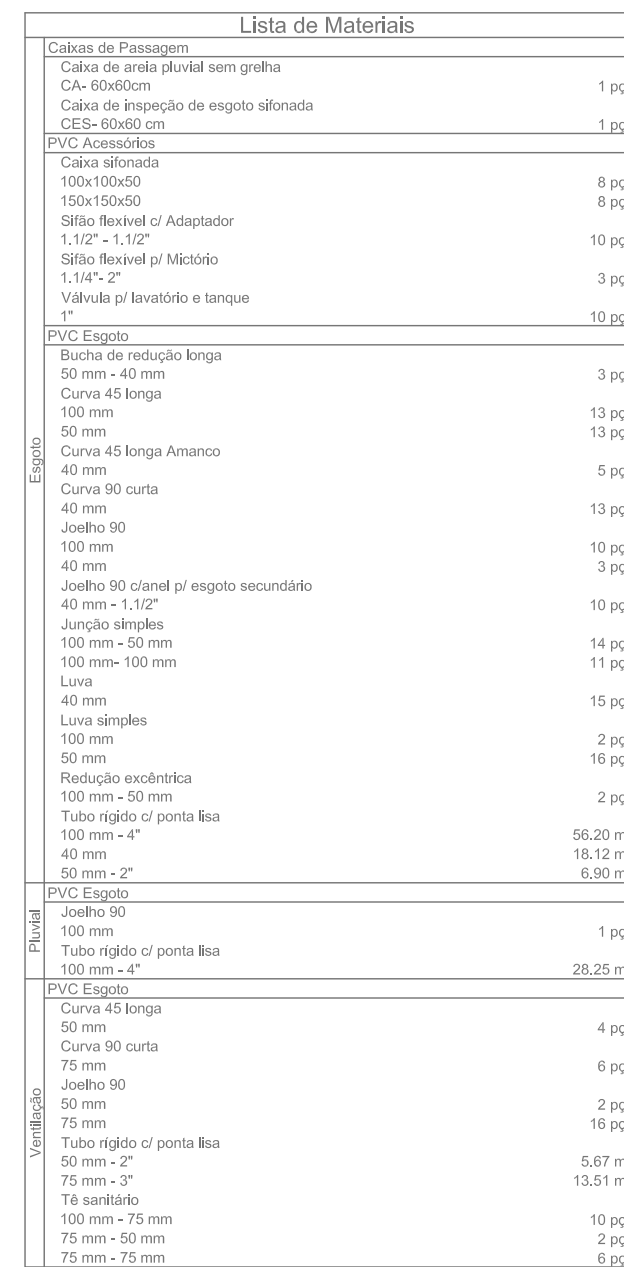 Lista de Materiais
Esgoto
Caixas de Passagem
Caixa de areia pluvial sem grelha
CA- 60x60cm 1 pç
Caixa de inspeção de esgoto sifonada
CES- 60x60 cm 1 pç
PVC Acessórios
Caixa sifonada
100x100x50 8 pç
150x150x50 8 pç
Sifão flexível c/ Adaptador
1.1/2" - 1.1/2" 10 pç
Sifão flexível p/ Mictório
1.1/4"- 2" 3 pç
Válvula p/ lavatório e tanque
1" 10 pç
PVC Esgoto
Bucha de redução longa
50 mm - 40 mm 3 pç
Curva 45 longa
100 mm 13 pç
50 mm 13 pç
Curva 45 longa Amanco
40 mm 5 pç
Curva 90 curta
40 mm 13 pç
Joelho 90
100 mm 10 pç
40 mm 3 pç
Joelho 90 c/anel p/ esgoto secundário
40 mm - 1.1/2" 10 pç
Junção simples
100 mm - 50 mm 14 pç
100 mm- 100 mm 11 pç
Luva
40 mm 15 pç
Luva simples
100 mm 2 pç
50 mm 16 pç
Redução excêntrica
100 mm - 50 mm 2 pç
Tubo rígido c/ ponta lisa
100 mm - 4" 56.20 m
40 mm 18.12 m
50 mm - 2" 6.90 m
Pluvial
PVC Esgoto
Joelho 90
100 mm 1 pç
Tubo rígido c/ ponta lisa
100 mm - 4" 28.25 m
Ventilação
PVC Esgoto
Curva 45 longa
50 mm 4 pç
Curva 90 curta
75 mm 6 pç
Joelho 90
50 mm 2 pç
75 mm 16 pç
Tubo rígido c/ ponta lisa
50 mm - 2" 5.67 m
75 mm - 3" 13.51 m
Tê sanitário
100 mm - 75 mm 10 pç
75 mm - 50 mm 2 pç
75 mm - 75 mm 6 pç